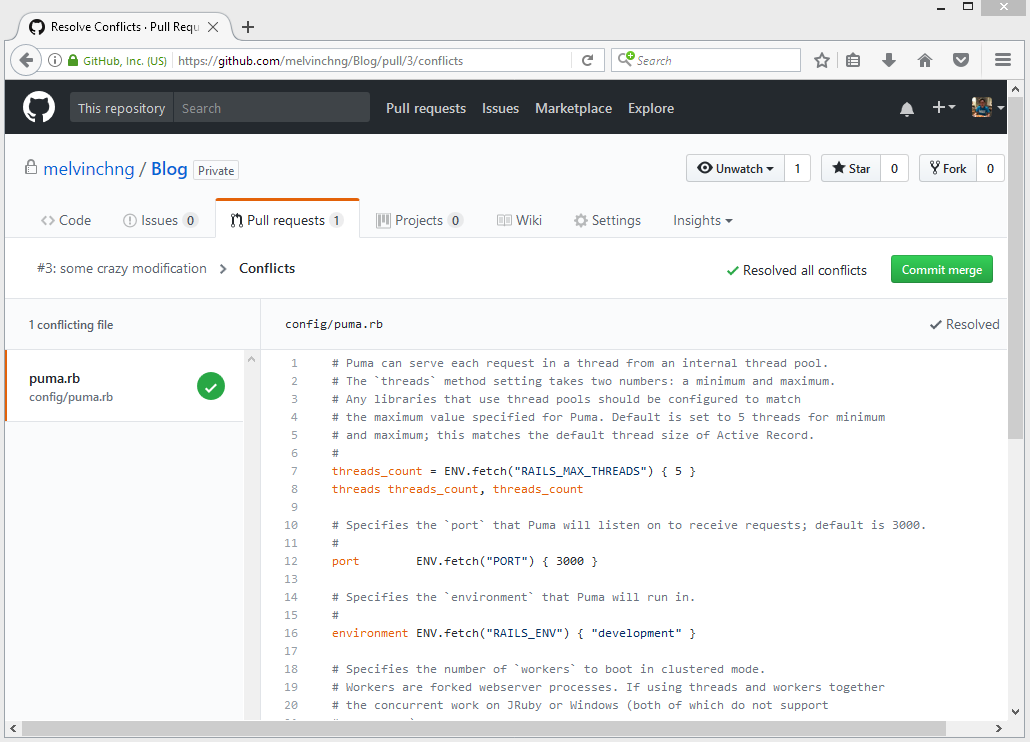 Resolve Conflicts · Pull Requ
GitHub, Inc. (US) https://github.com/melvinchng/Blog/pull/3/conflicts Search
This repository Search Pull requests Issues Marketplace Explore
melvinchng / Blog Private Unwatch 1 Star 0 Fork 0
Code Issues 0 Pull requests 1 Projects 0 Wiki Settings Insights
#3: some crazy modification Conflicts Resolved all conflicts Commit merge
1 conflicting file config/puma.rb Resolved
puma.rb
config/puma.rb
1 # Puma can serve each request in a thread from an internal thread pool.
2 # The `threads` method setting takes two numbers: a minimum and maximum.
3 # Any libraries that use thread pools should be configured to match
4 # the maximum value specified for Puma. Default is set to 5 threads for minimum
5 # and maximum; this matches the default thread size of Active Record.
6 #
7 threads_count = ENV.fetch("RAILS_MAX_THREADS") { 5 }
8 threads threads_count, threads_count
9
10 # Specifies the `port` that Puma will listen on to receive requests; default is 3000.
11 #
12 port        ENV.fetch("PORT") { 3000 }
13
14 # Specifies the `environment` that Puma will run in.
15 #
16 environment ENV.fetch("RAILS_ENV") { "development" }
17
18 # Specifies the number of `workers` to boot in clustered mode.
19 # Workers are forked webserver processes. If using threads and workers together
20 # the concurrent work on JRuby or Windows (both of which do not support